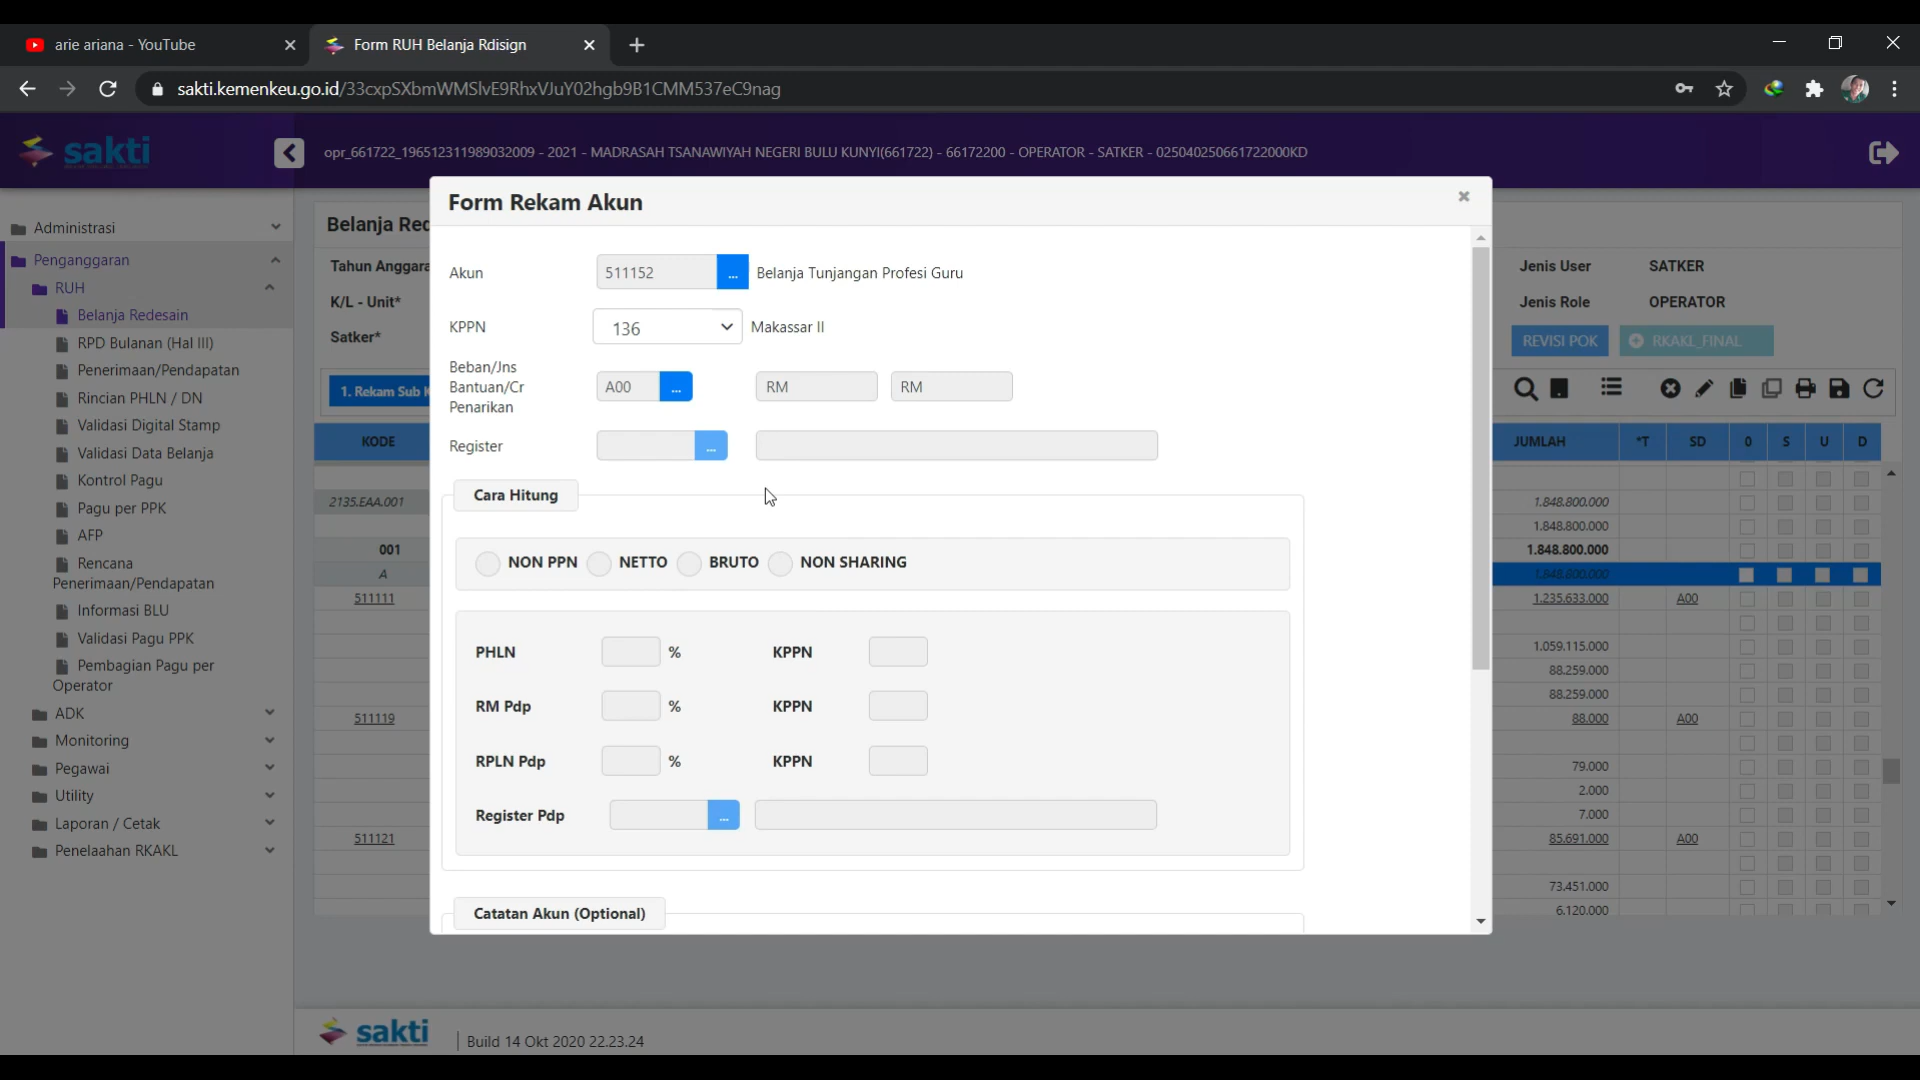 arie ariana - YouTube
Form RUH Belanja Rdisign
sakti.kemenkeu.go.id/33cxpSXbmWMSlvE9RhxVJuY02hgb9B1CMM537eC9nag
sakti
opr_661722_196512311989032009 - 2021 - MADRASAH TSANAWIYAH NEGERI BULU KUNYI(661722) - 66172200 - OPERATOR - SATKER - 025040250661722000KD
Administrasi
Penganggaran
RUH
Belanja Redesain
RPD Bulanan (Hal III)
Penerimaan/Pendapatan
Rincian PHLN / DN
Validasi Digital Stamp
Validasi Data Belanja
Kontrol Pagu
Pagu per PPK
AFP
Rencana
Penerimaan/Pendapatan
Informasi BLU
Validasi Pagu PPK
Pembagian Pagu per
Operator
ADK
Monitoring
Pegawai
Utility
Laporan / Cetak
Penelaahan RKAKL
Belanja Red
Tahun Anggara
K/L - Unit*
Satker*
1. Rekam Sub K
KODE
2135.EAA.001
001
A
511111
511119
511121
Form Rekam Akun
Akun 511152 ... Belanja Tunjangan Profesi Guru
KPPN 136 Makassar II
Beban/Jns
Bantuan/Cr
Penarikan
A00 ... RM RM
Register ...
Cara Hitung
NON PPN NETTO BRUTO NON SHARING
PHLN % KPPN
RM Pdp % KPPN
RPLN Pdp % KPPN
Register Pdp ...
Catatan Akun (Optional)
Jenis User SATKER
Jenis Role OPERATOR
REVISI POK RKAKL_FINAL
JUMLAH *T SD 0 S U D
1.848.800.000
1.848.800.000
1.848.800.000
1.848.800.000
1.235.633.000 A00
1.059.115.000
88.259.000
88.259.000
88.000 A00
79.000
2.000
7.000
85.691.000 A00
73.451.000
6.120.000
sakti
Build 14 Okt 2020 22.23.24